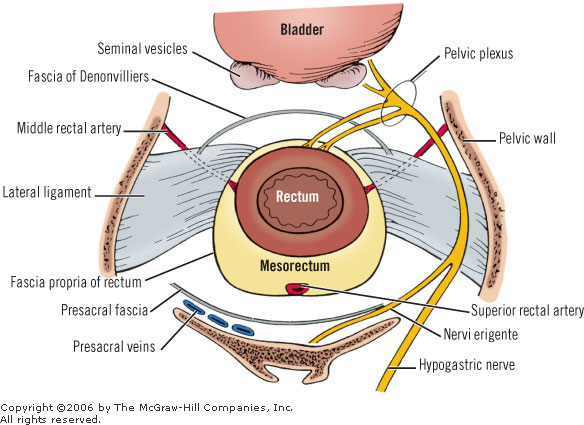 Bladder
Seminal vesicles
Pelvic plexus
Fascia of Denonvilliers
Middle rectal artery
Pelvic wall
Lateral ligament
Rectum
Mesorectum
Fascia propria of rectum
Presacral fascia
Superior rectal artery
Nervi erigente
Presacral veins
Hypogastric nerve
Copyright ©2006 by The McGraw-Hill Companies, Inc.
All rights reserved.